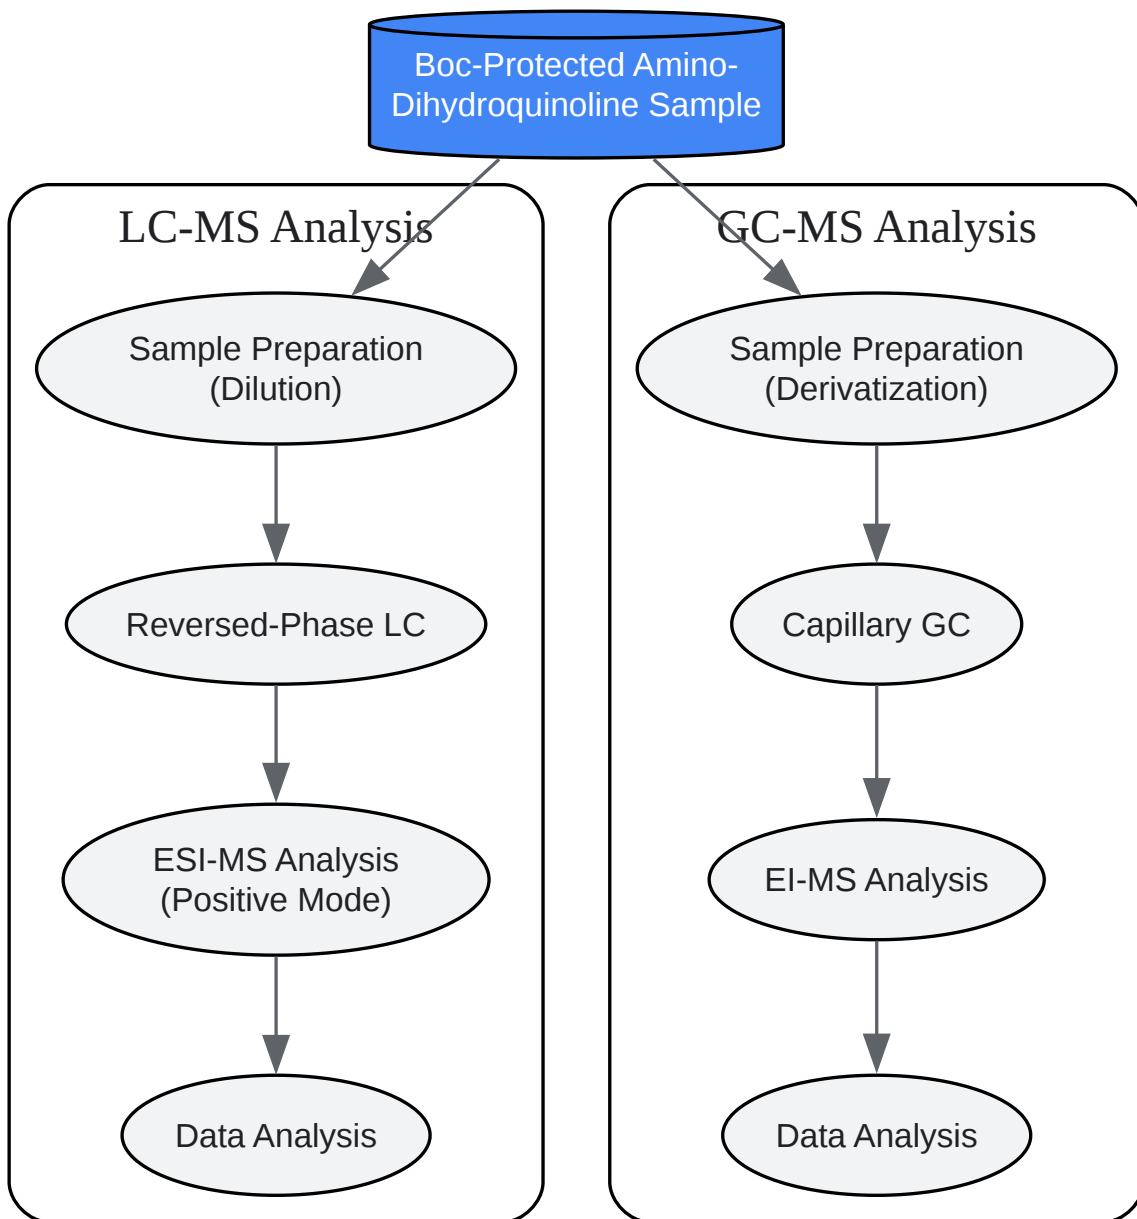 Boc-Protected Amino-
Dihydroquinoline Sample
LC-MS Analysis
Sample Preparation
(Dilution)
Reversed-Phase LC
ESI-MS Analysis
(Positive Mode)
Data Analysis
GC-MS Analysis
Sample Preparation
(Derivatization)
Capillary GC
EI-MS Analysis
Data Analysis